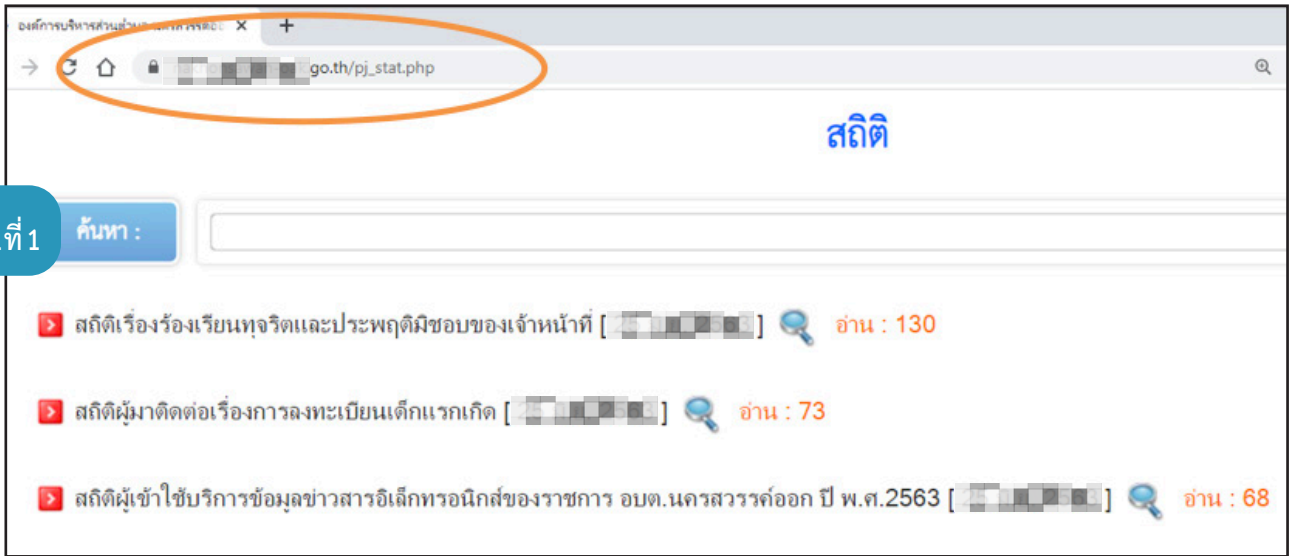 องค์การบริหารส่วนตำบล
go.th/pj_stat.php
สถิติ
ที่ 1
ค้นหา :
สถิติเรื่องร้องเรียนทุจริตและประพฤติมิชอบของเจ้าหน้าที่ [ ] อ่าน : 130
สถิติผู้มาติดต่อเรื่องการลงทะเบียนเด็กแรกเกิด [ ] อ่าน : 73
สถิติผู้เข้าใช้บริการข้อมูลข่าวสารอิเล็กทรอนิกส์ของราชการ อบต.นครสวรรค์ออก ปี พ.ศ.2563 [ ] อ่าน : 68